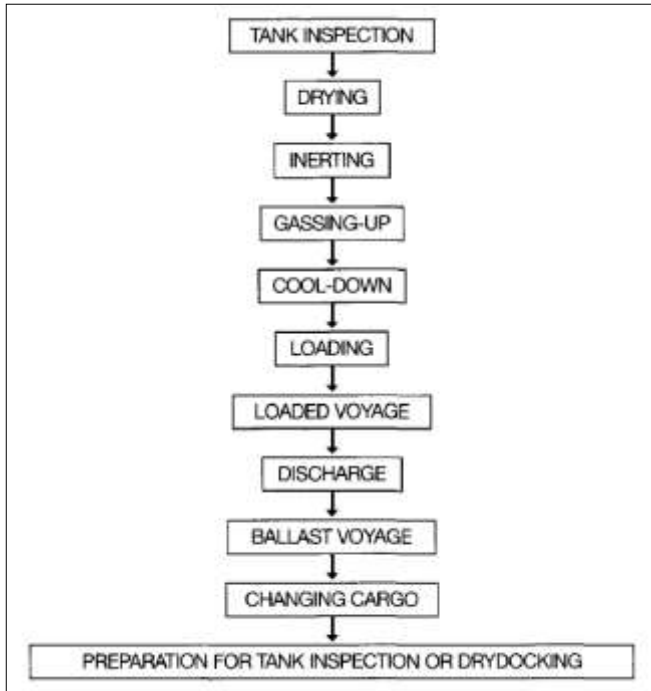 TANK INSPECTION
DRYING
INERTING
GASSING-UP
COOL-DOWN
LOADING
LOADED VOYAGE
DISCHARGE
BALLAST VOYAGE
CHANGING CARGO
PREPARATION FOR TANK INSPECTION OR DRYDOCKING